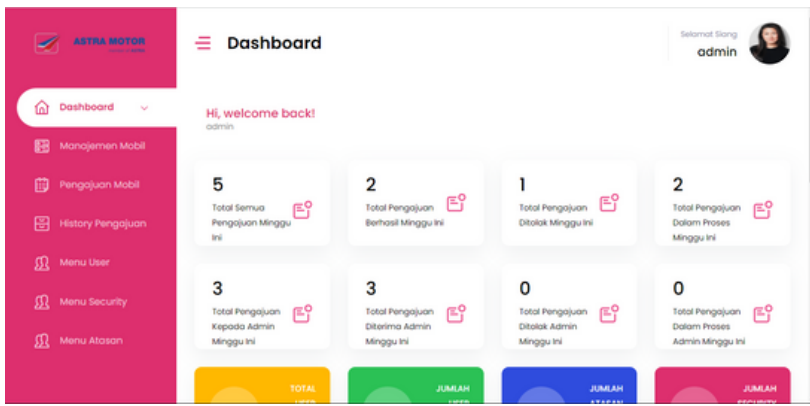 ASTRA MOTOR
Dashboard
Selamat Siang
admin
Dashboard
Manajemen Mobil
Pengajuan Mobil
History Pengajuan
Menu User
Menu Security
Menu Atasan
Hi, welcome back!
admin
5
Total Semua
Pengajuan Minggu
Ini
2
Total Pengajuan
Berhasil Minggu Ini
1
Total Pengajuan
Ditolak Minggu Ini
2
Total Pengajuan
Dalam Proses
Minggu Ini
3
Total Pengajuan
Kepada Admin
Minggu Ini
3
Total Pengajuan
Diterima Admin
Minggu Ini
0
Total Pengajuan
Ditolak Admin
Minggu Ini
0
Total Pengajuan
Dalam Proses
Admin Minggu Ini
TOTAL
USER
JUMLAH
USER
JUMLAH
ATASAN
JUMLAH
SECURITY